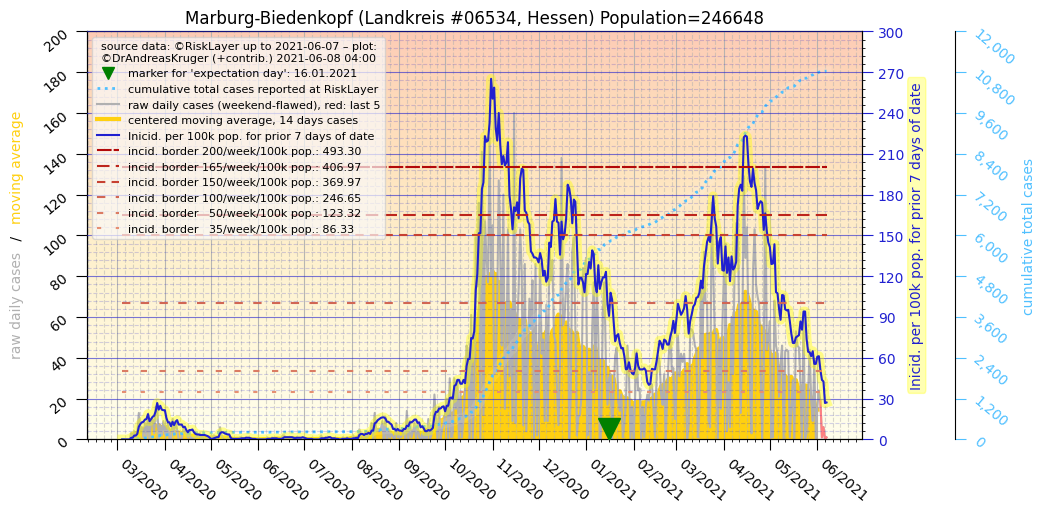 Marburg-Biedenkopf (Landkreis #06534, Hessen) Population=246648
source data: ©RiskLayer up to 2021-06-07 – plot:
©DrAndreasKruger (+contrib.) 2021-06-08 04:00
marker for 'expectation day': 16.01.2021
cumulative total cases reported at RiskLayer
raw daily cases (weekend-flawed), red: last 5
centered moving average, 14 days cases
Inicid. per 100k pop. for prior 7 days of date
incid. border 200/week/100k pop.: 493.30
incid. border 165/week/100k pop.: 406.97
incid. border 150/week/100k pop.: 369.97
incid. border 100/week/100k pop.: 246.65
incid. border 50/week/100k pop.: 123.32
incid. border 35/week/100k pop.: 86.33
raw daily cases / moving average
200
180
160
140
120
100
80
60
40
20
0
300
270
240
210
180
150
120
90
60
30
0
Inicid. per 100k pop. for prior 7 days of date
12,000
10,800
9,600
8,400
7,200
6,000
4,800
3,600
2,400
1,200
0
cumulative total cases
03/2020
04/2020
05/2020
06/2020
07/2020
08/2020
09/2020
10/2020
11/2020
12/2020
01/2021
02/2021
03/2021
04/2021
05/2021
06/2021